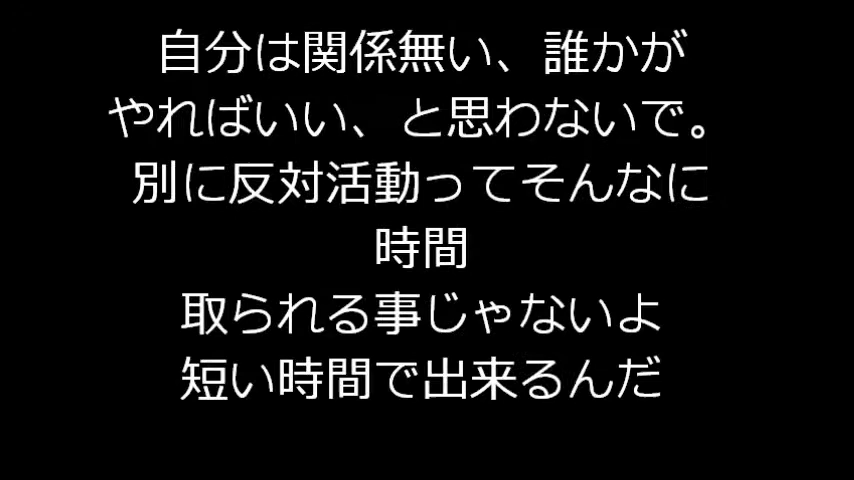 自分は関係無い、誰かが
やればいい、と思わないで。
別に反対活動ってそんなに
時間
取られる事じゃないよ
短い時間で出来るんだ